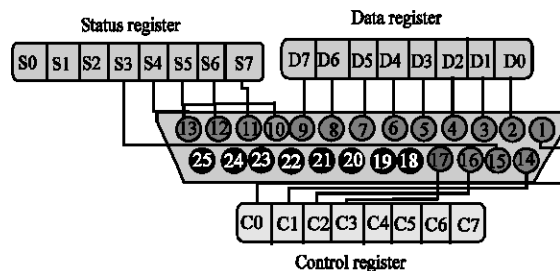 Status register
Data register
S0 S1 S2 S3 S4 S5 S6 S7
D7 D6 D5 D4 D3 D2 D1 D0
13 12 11 10 9 8 7 6 5 4 3 2 1
25 24 23 22 21 20 19 18 17 16 15 14
C0 C1 C2 C3 C4 C5 C6 C7
Control register